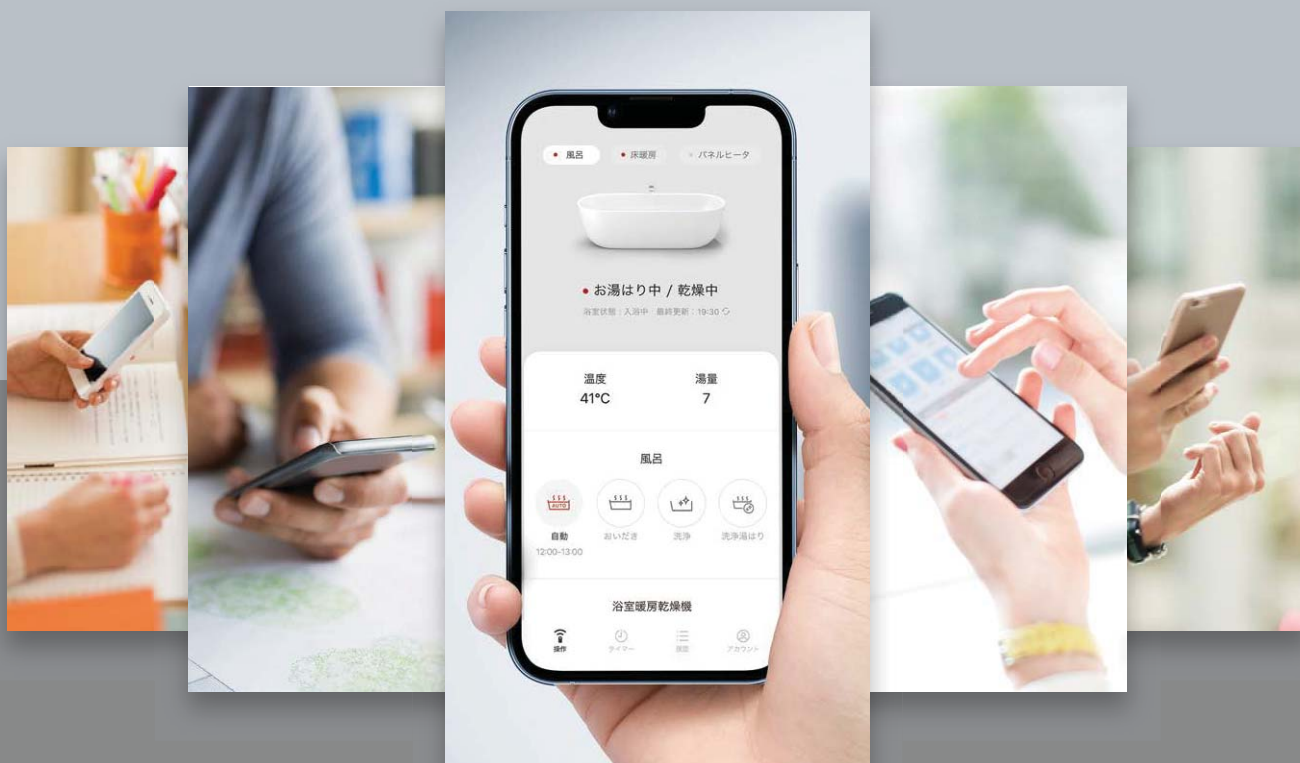 風呂
床暖房
パネルヒータ
お湯はり中 / 乾燥中
浴室状態：入浴中 最終更新：19:30
温度
湯量
41℃
7
風呂
AUTO
自動
おいだき
洗浄
洗浄湯はり
12:00-13:00
浴室暖房乾燥機
操作
タイマー
アカウント